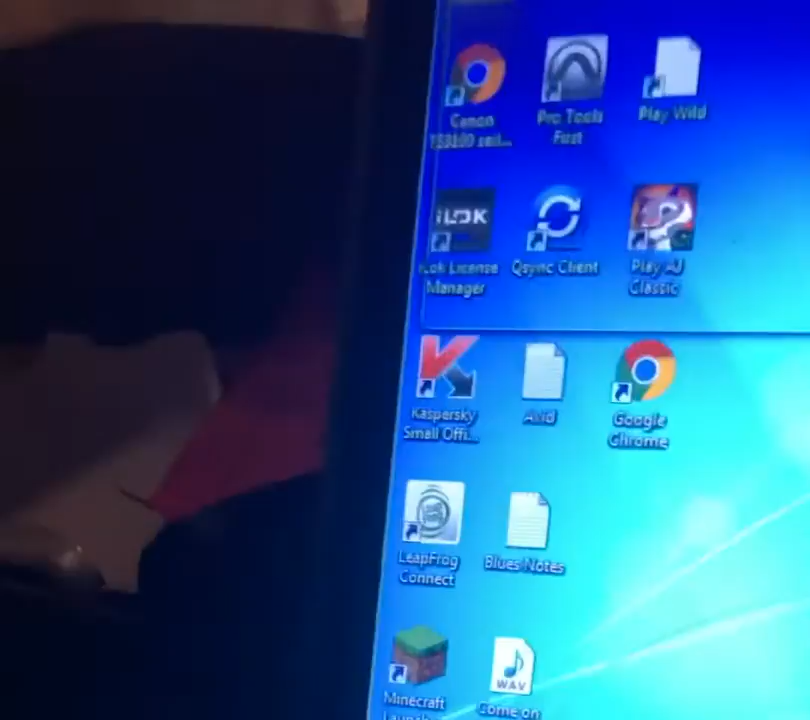 Canon
Pro Tools
First
Play Wild
iLOK
iLok License
Manager
Qsync Client
Play AJ
Classic
Kaspersky
Small Offi...
Avid
Google
Chrome
LeapFrog
Connect
Blues Notes
Minecraft
WAV
Come on